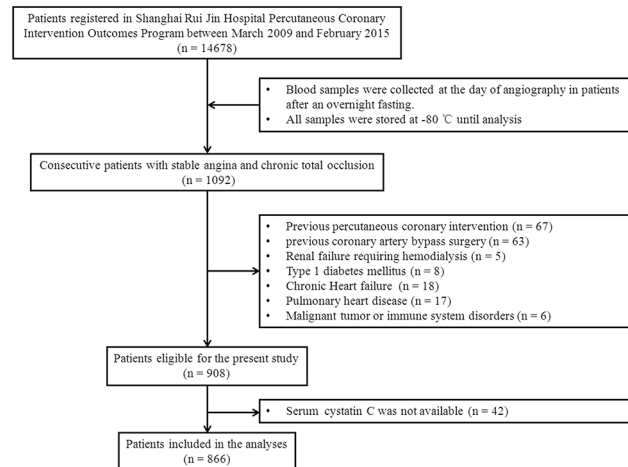 Patients registered in Shanghai Rui Jin Hospital Percutaneous Coronary
Intervention Outcomes Program between March 2009 and February 2015
(n = 14678)
• Blood samples were collected at the day of angiography in patients
after an overnight fasting.
• All samples were stored at -80 ℃ until analysis
Consecutive patients with stable angina and chronic total occlusion
(n = 1092)
• Previous percutaneous coronary intervention (n = 67)
• previous coronary artery bypass surgery (n = 63)
• Renal failure requiring hemodialysis (n = 5)
• Type 1 diabetes mellitus (n = 8)
• Chronic Heart failure (n = 18)
• Pulmonary heart disease (n = 17)
• Malignant tumor or immune system disorders (n = 6)
Patients eligible for the present study
(n = 908)
• Serum cystatin C was not available (n = 42)
Patients included in the analyses
(n = 866)